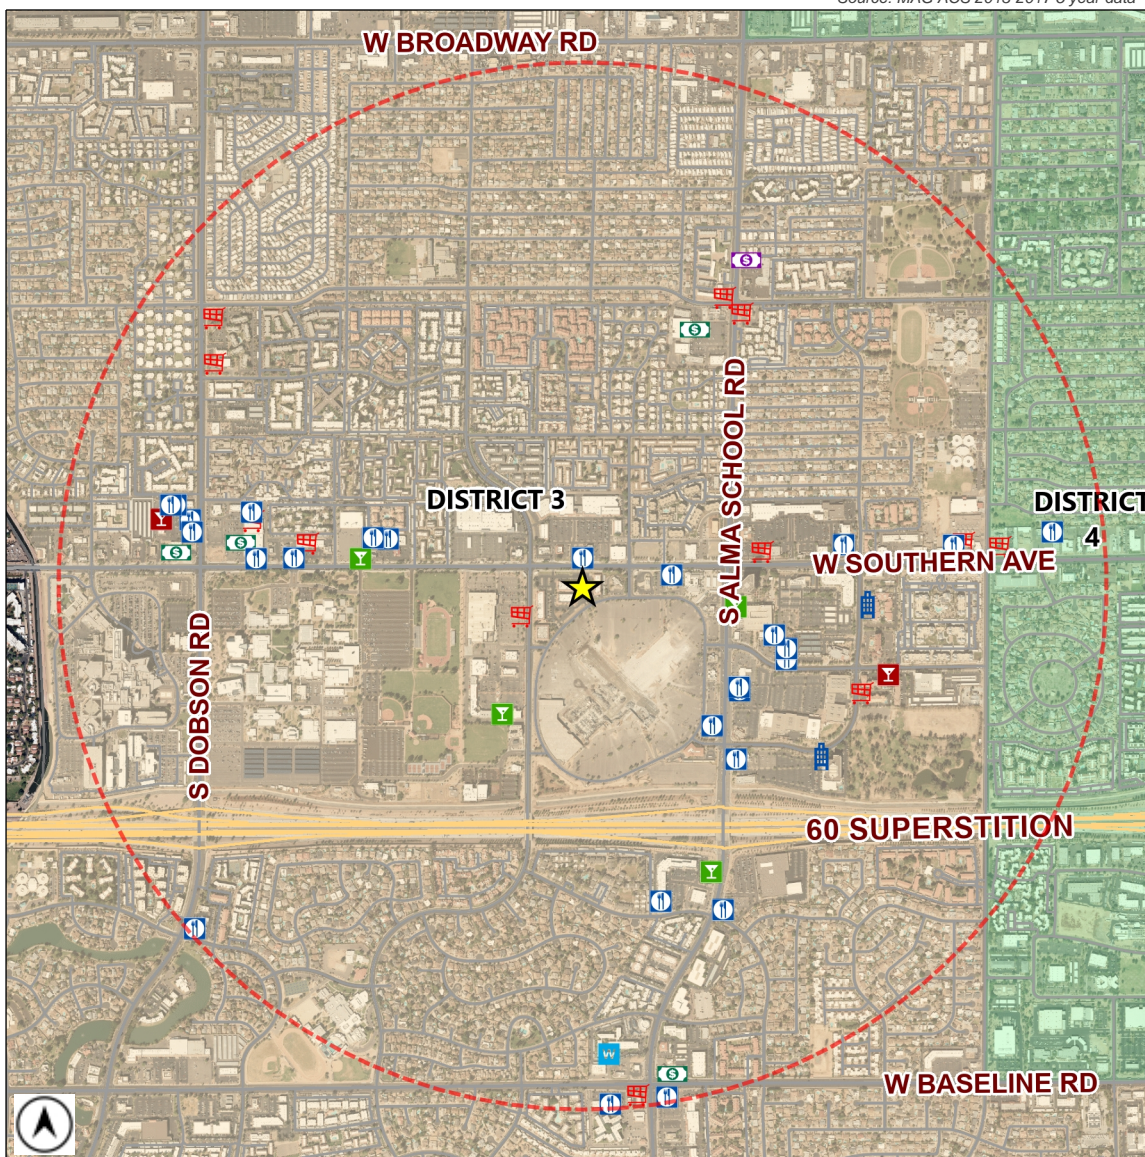 W BROADWAY RD
S ALMA SCHOOL RD
DISTRICT 3
DISTRICT
4
W SOUTHERN AVE
S DOBSON RD
60 SUPERSTITION
W BASELINE RD